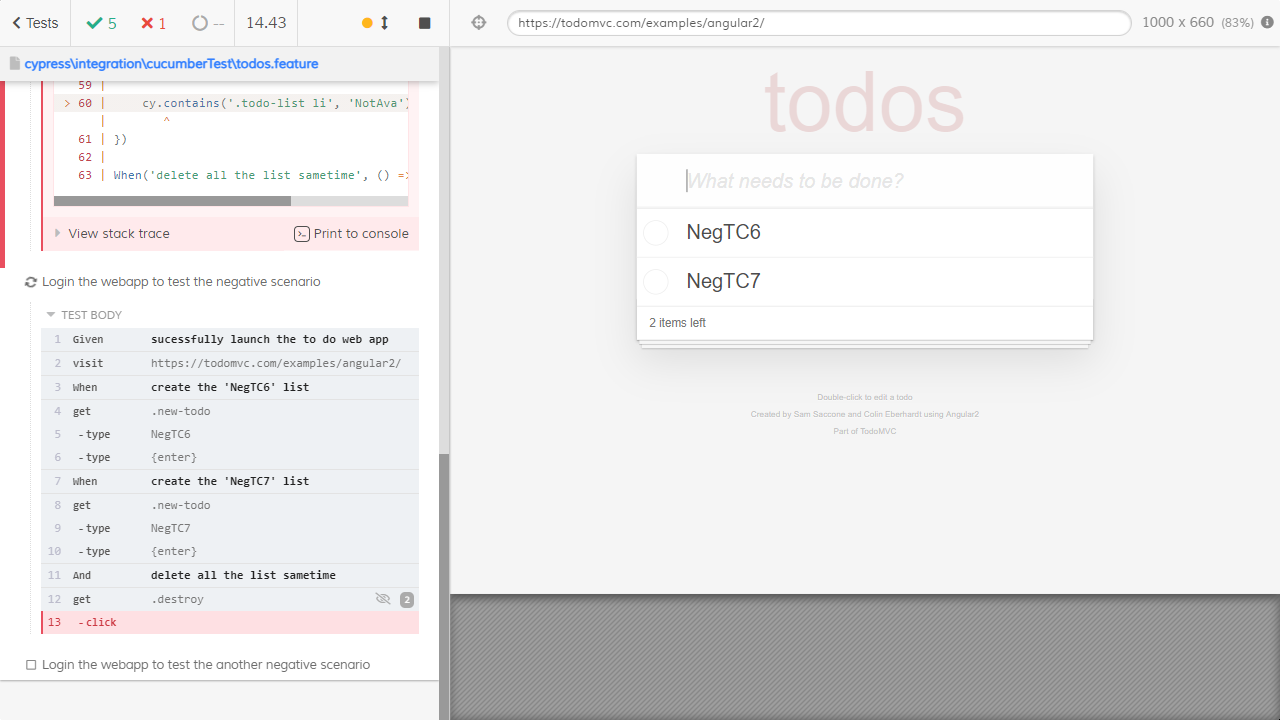 Tests
5
1
--
14.43
https://todomvc.com/examples/angular2/
1000 x 660 (83%)
cypress\integration\cucumberTest\todos.feature
59 |
> 60 | cy.contains('.todo-list li', 'NotAva')
| ^
61 | })
62 |
63 | When('delete all the list sametime', () =>
View stack trace
Print to console
Login the webapp to test the negative scenario
TEST BODY
1 Given sucessfully launch the to do web app
2 visit https://todomvc.com/examples/angular2/
3 When create the 'NegTC6' list
4 get .new-todo
5 -type NegTC6
6 -type {enter}
7 When create the 'NegTC7' list
8 get .new-todo
9 -type NegTC7
10 -type {enter}
11 And delete all the list sametime
12 get .destroy 2
13 -click
Login the webapp to test the another negative scenario
todos
What needs to be done?
NegTC6
NegTC7
2 items left
Double-click to edit a todo
Created by Sam Saccone and Colin Eberhardt using Angular2
Part of TodoMVC